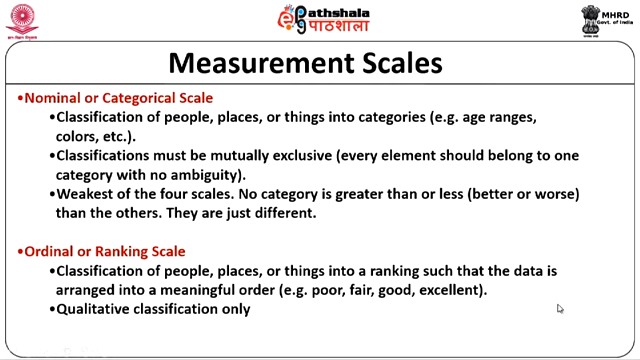 Pathshala
पाठशाला
MHRD
Govt. of India
Measurement Scales
•Nominal or Categorical Scale
•Classification of people, places, or things into categories (e.g. age ranges,
colors, etc.).
•Classifications must be mutually exclusive (every element should belong to one
category with no ambiguity).
•Weakest of the four scales. No category is greater than or less (better or worse)
than the others. They are just different.
•Ordinal or Ranking Scale
•Classification of people, places, or things into a ranking such that the data is
arranged into a meaningful order (e.g. poor, fair, good, excellent).
•Qualitative classification only